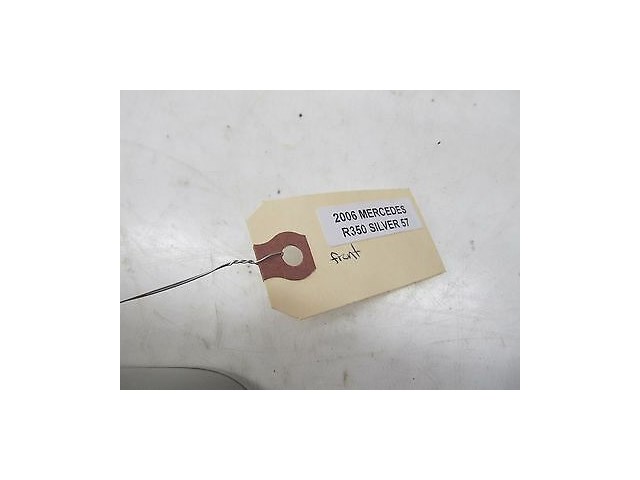 2006 MERCEDES
R350 SILVER 57
front